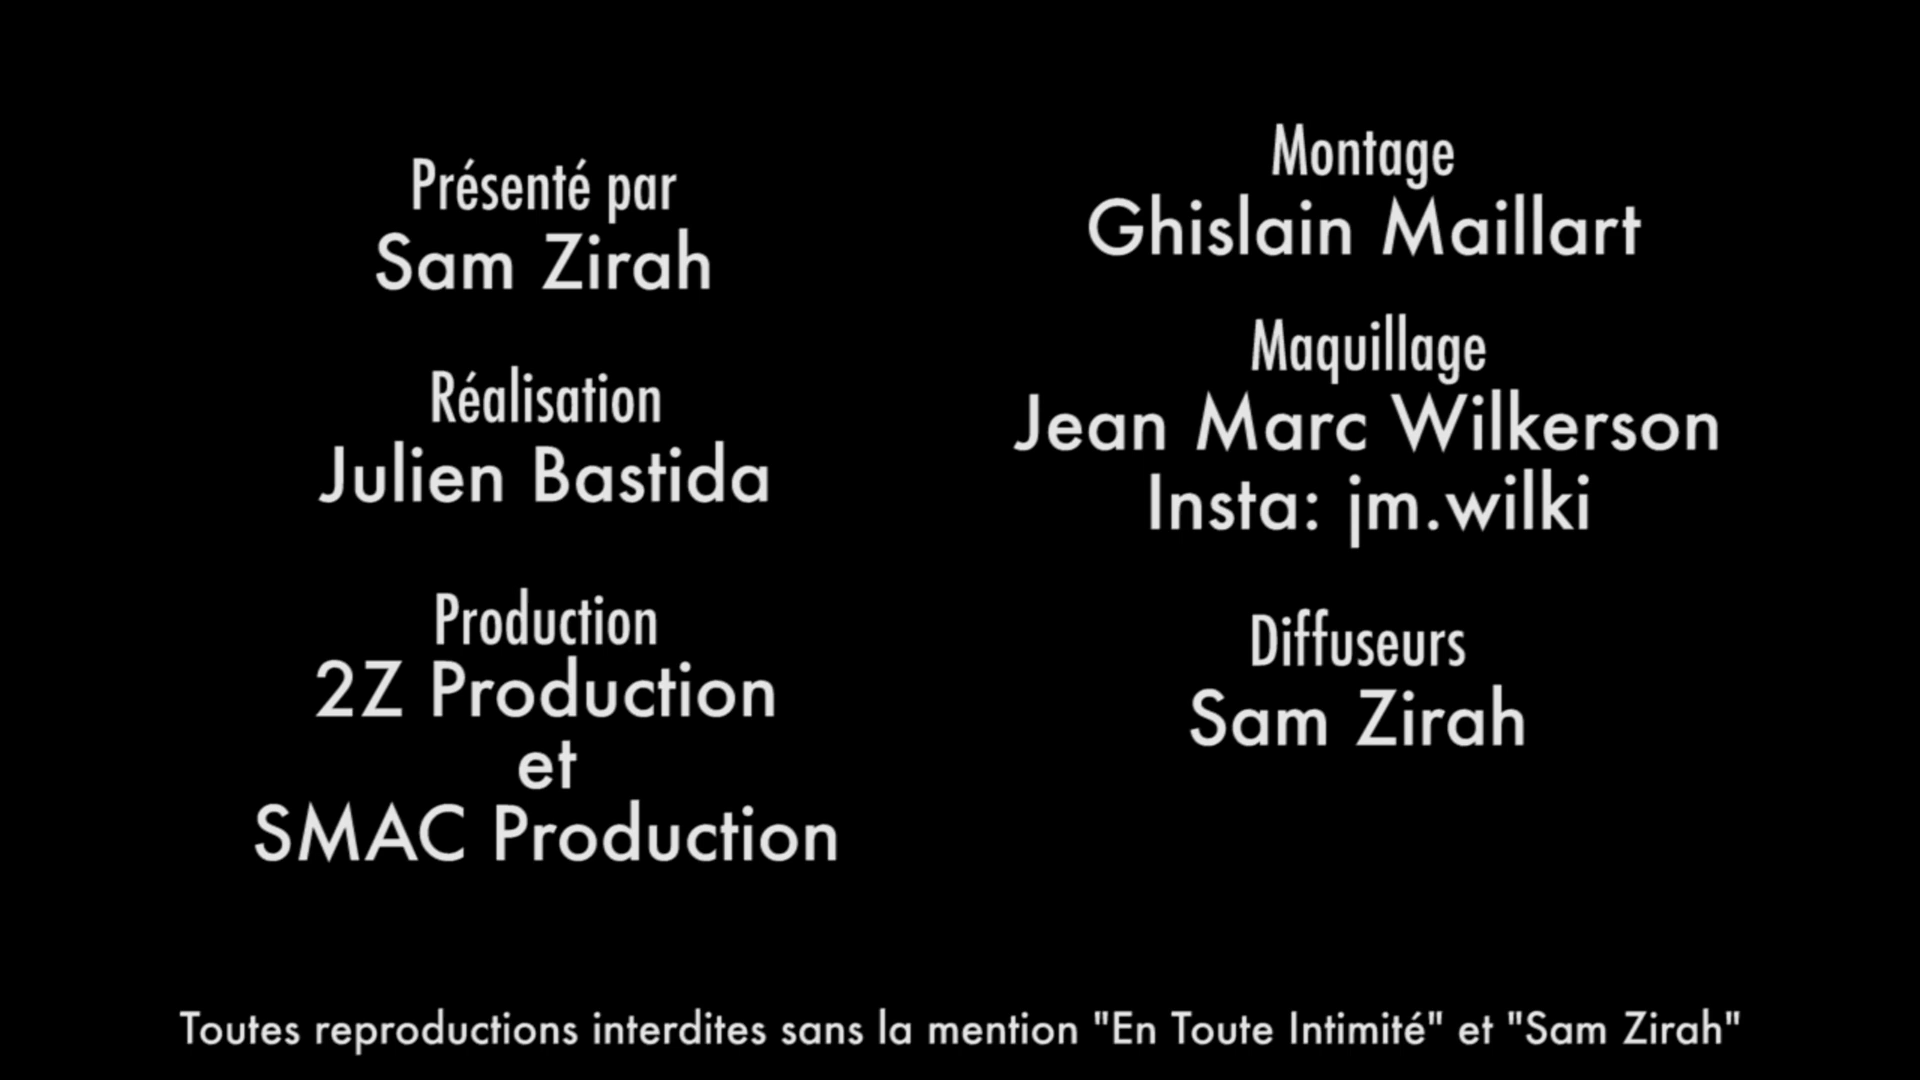 Présenté par
Sam Zirah
Réalisation
Julien Bastida
Production
2Z Production
et
SMAC Production
Montage
Ghislain Maillart
Maquillage
Jean Marc Wilkerson
Insta: jm.wilki
Diffuseurs
Sam Zirah
Toutes reproductions interdites sans la mention "En Toute Intimité" et "Sam Zirah"